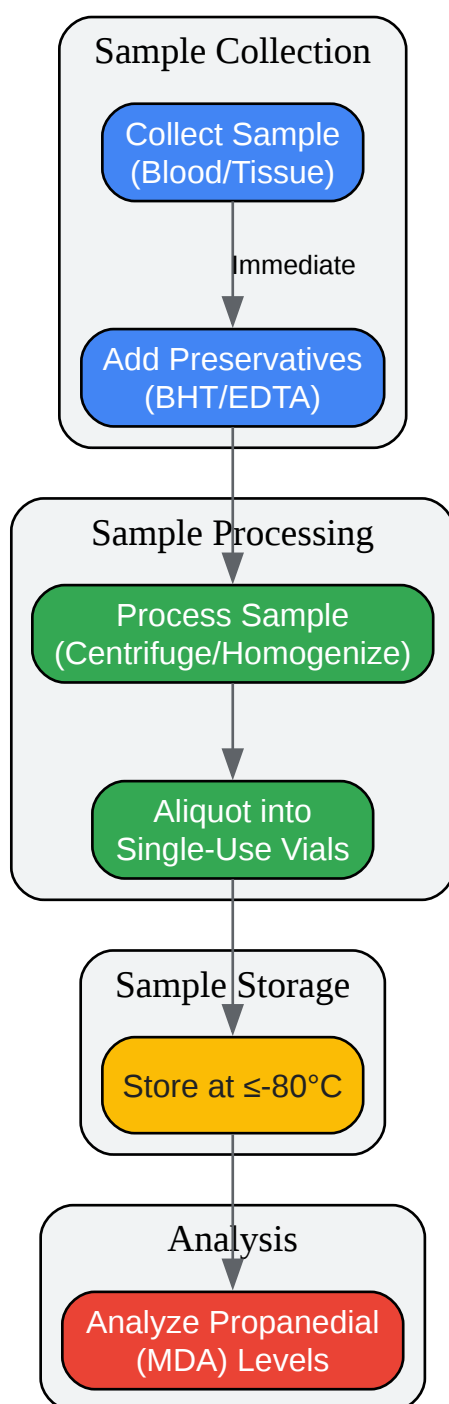 Sample Collection
Collect Sample
(Blood/Tissue)
Immediate
Add Preservatives
(BHT/EDTA)
Sample Processing
Process Sample
(Centrifuge/Homogenize)
Aliquot into
Single-Use Vials
Sample Storage
Store at ≤-80°C
Analysis
Analyze Propanedial
(MDA) Levels